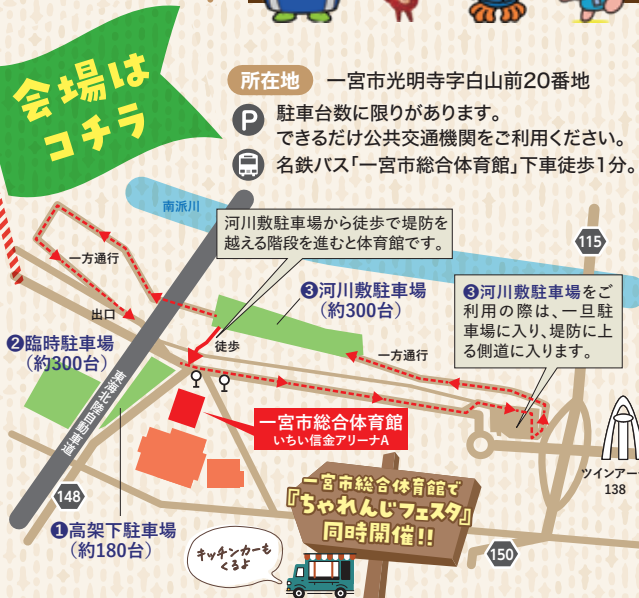 会場は
コチラ
所在地 一宮市光明寺字白山前20番地
P 駐車台数に限りがあります。
できるだけ公共交通機関をご利用ください。
名鉄バス「一宮市総合体育館」下車徒歩1分。
南派川
河川敷駐車場から徒歩で堤防を
越える階段を進むと体育館です。
115
一方通行
❸河川敷駐車場
(約300台)
❸河川敷駐車場をご
利用の際は、一旦駐
車場に入り、堤防に上
る側道に入ります。
出口
❷臨時駐車場
(約300台)
徒歩
一方通行
東海北陸自動車道
一宮市総合体育館
いちい信金アリーナA
ツインアー
138
148
❶高架下駐車場
(約180台)
一宮市総合体育館で
『ちゃれんじフェスタ』
同時開催!!
キッチンカーも
くるよ
150